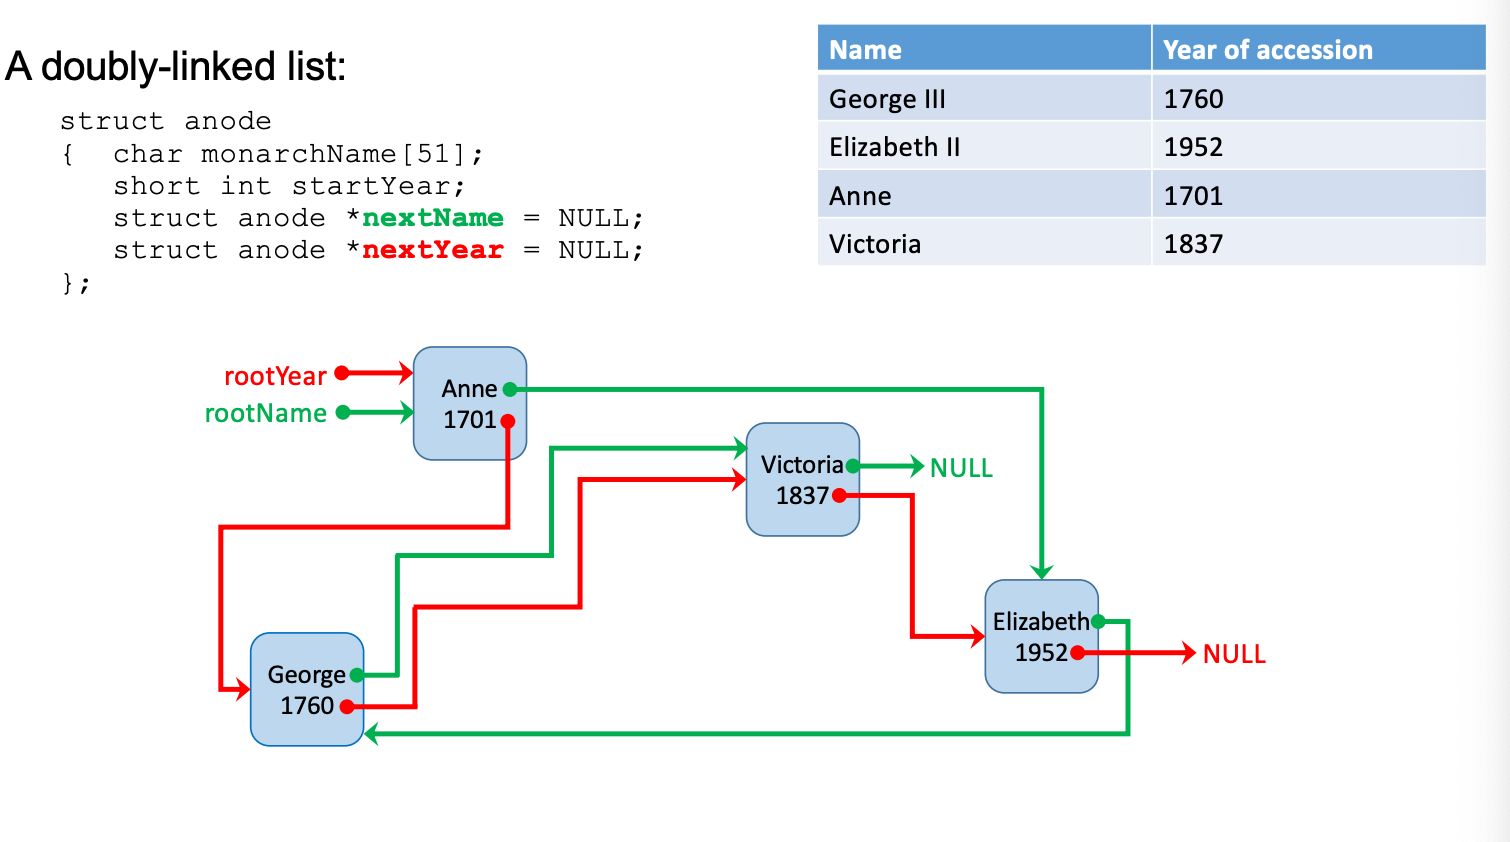 A doubly-linked list:
struct anode
{ char monarchName[51];
short int startYear;
struct anode *nextName = NULL;
struct anode *nextYear = NULL;
};
Name Year of accession
George III 1760
Elizabeth II 1952
Anne 1701
Victoria 1837
rootYear
rootName
Anne
1701
Victoria
1837
NULL
Elizabeth
1952
NULL
George
1760